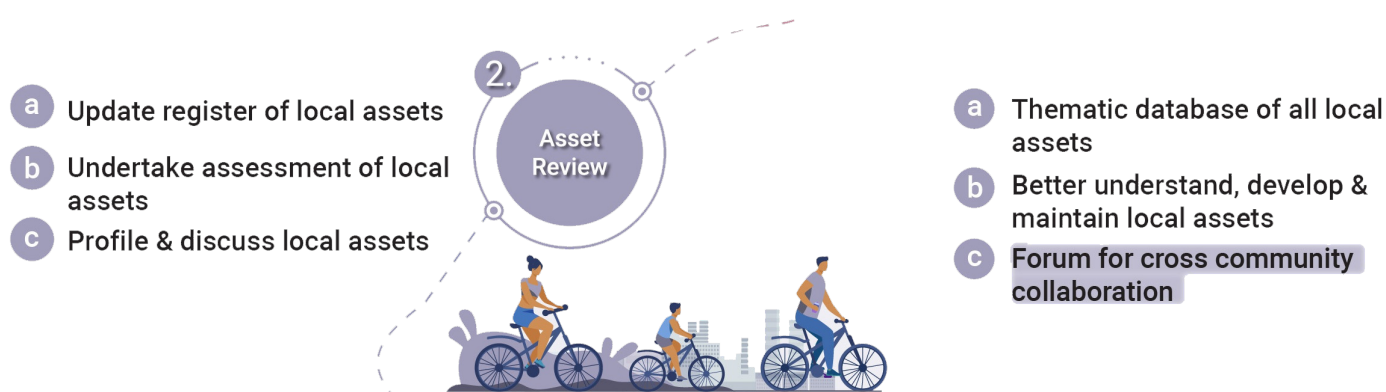 a Update register of local assets
b Undertake assessment of local
assets
c Profile & discuss local assets
2.
Asset
Review
a Thematic database of all local
assets
b Better understand, develop &
maintain local assets
c Forum for cross community
collaboration